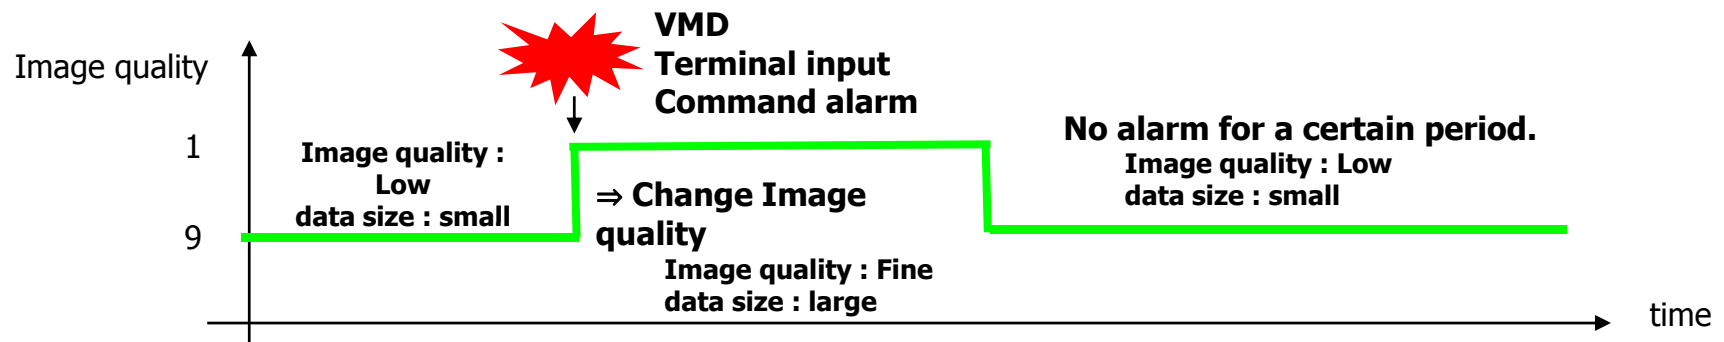 VMD
Terminal input
Command alarm
Image quality
1
9
Image quality :
Low
data size : small
⇒ Change Image
quality
Image quality : Fine
data size : large
No alarm for a certain period.
Image quality : Low
data size : small
time